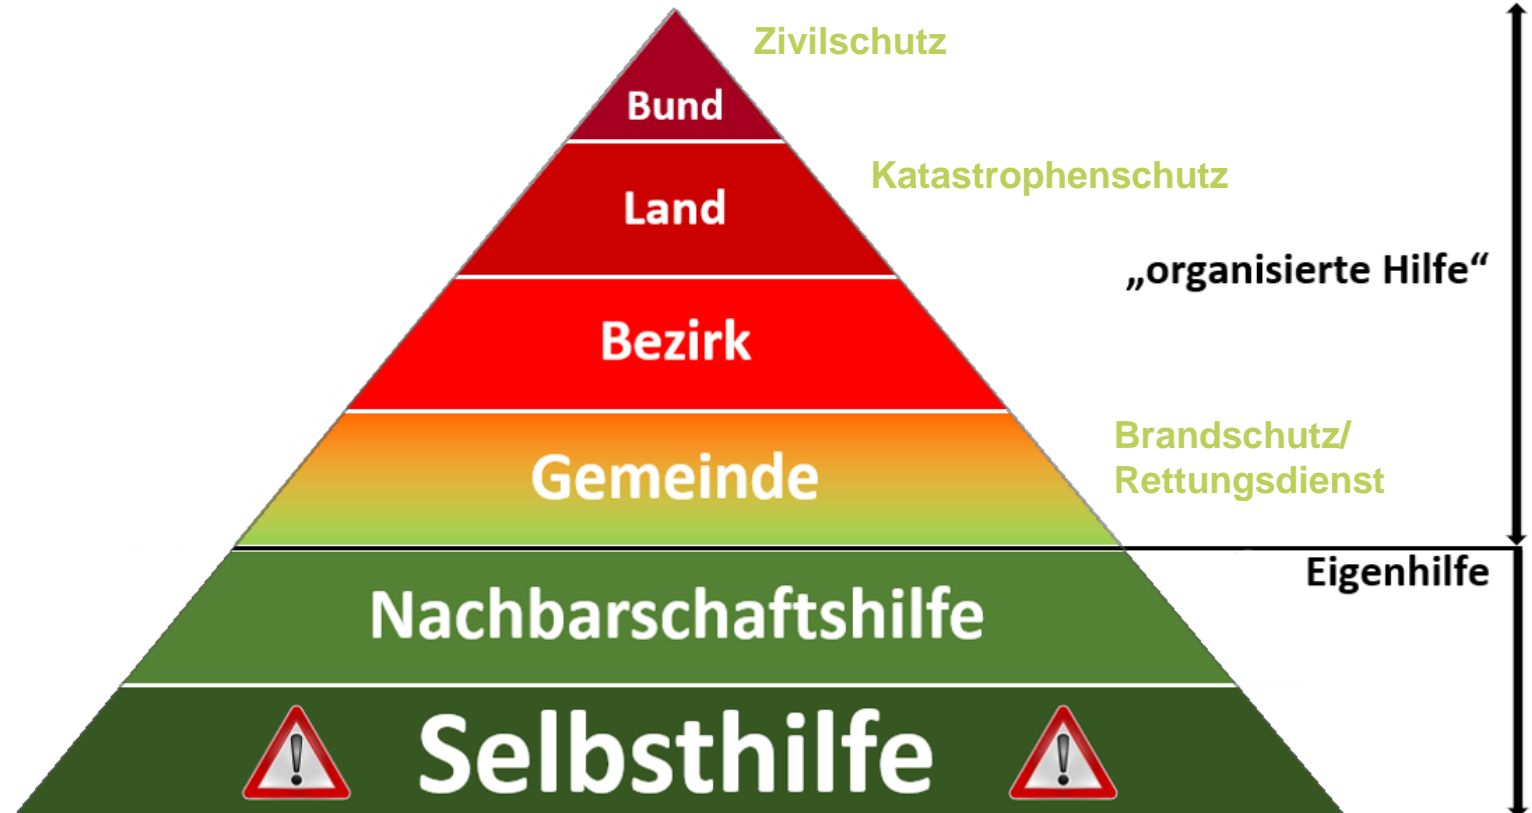 Zivilschutz
Bund
Katastrophenschutz
Land
„organisierte Hilfe“
Bezirk
Brandschutz/
Rettungsdienst
Gemeinde
Eigenhilfe
Nachbarschaftshilfe
Selbsthilfe